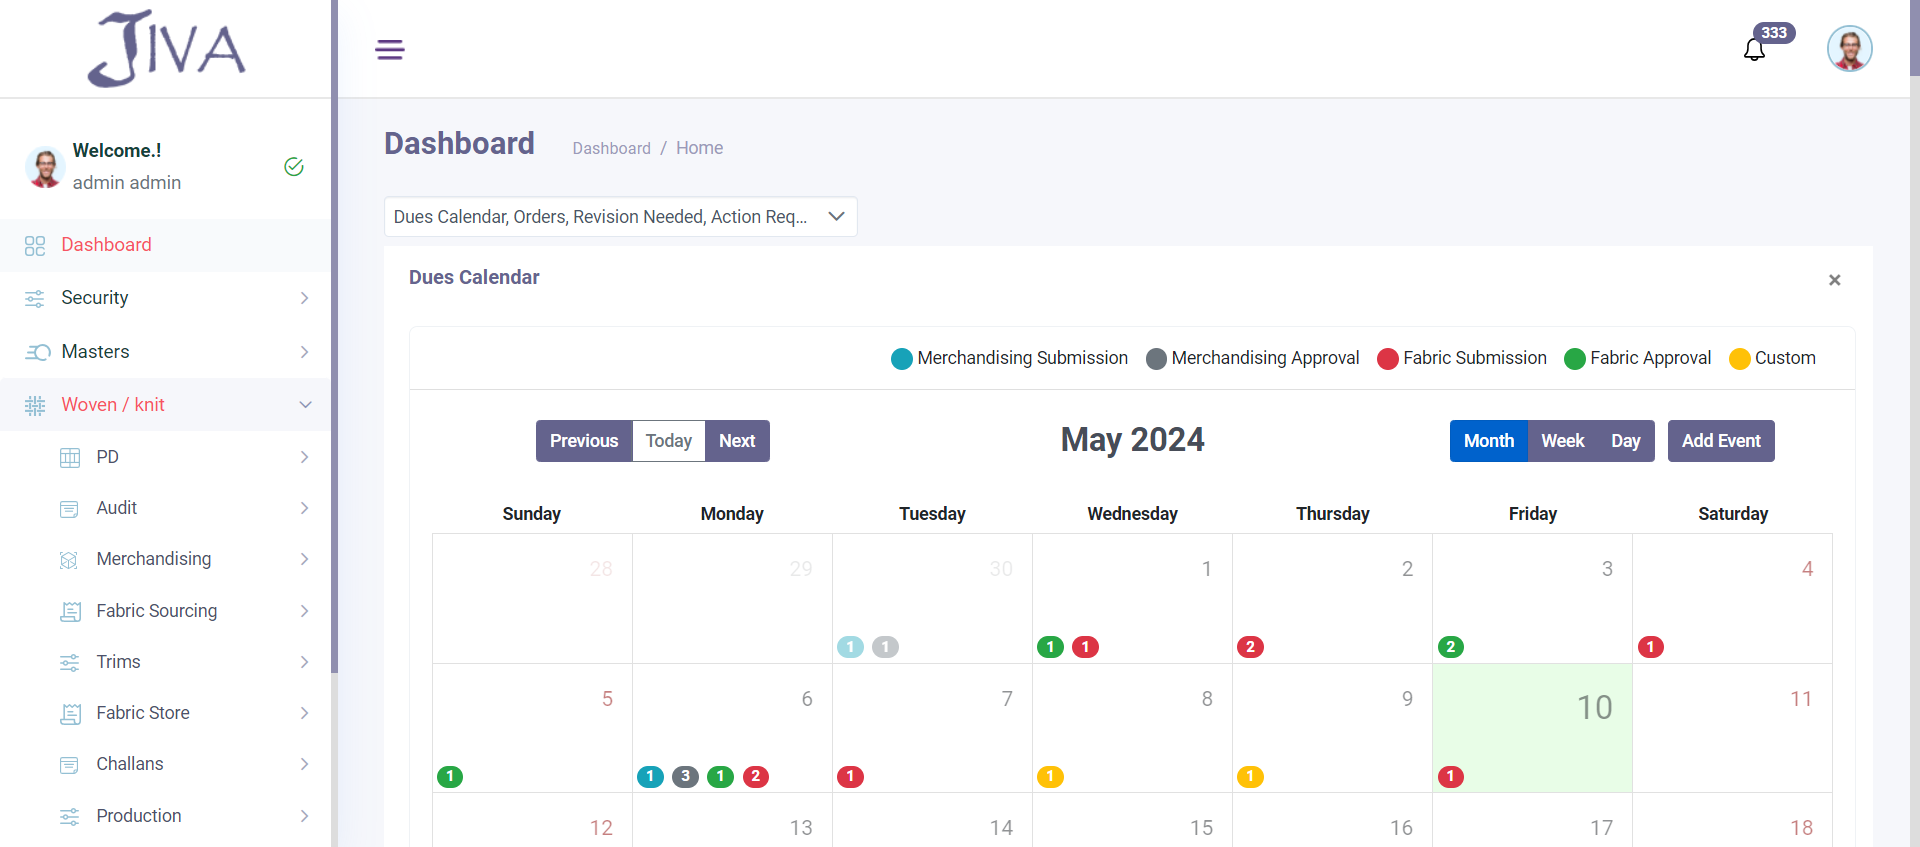 JIVA
333
Welcome.!
admin admin
Dashboard
Security
Masters
Woven / knit
PD
Audit
Merchandising
Fabric Sourcing
Trims
Fabric Store
Challans
Production
Dashboard
Dashboard / Home
Dues Calendar, Orders, Revision Needed, Action Req...
Dues Calendar
×
Merchandising Submission Merchandising Approval Fabric Submission Fabric Approval Custom
Previous Today Next
May 2024
Month Week Day Add Event
Sunday Monday Tuesday Wednesday Thursday Friday Saturday
28 29 30 1 2 3 4
1 1 1 1 2 2 1
5 6 7 8 9 10 11
1 1 3 1 2 1 1 1 1
12 13 14 15 16 17 18